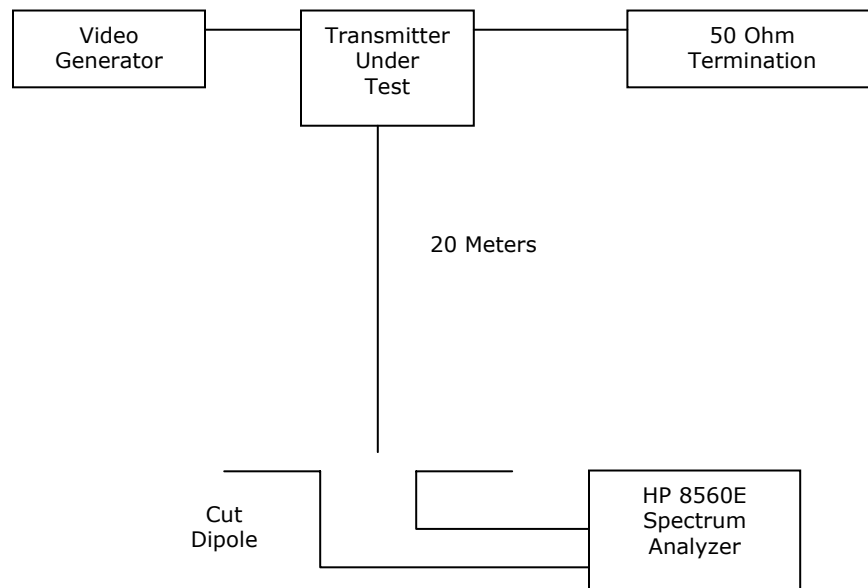 Video
Generator
Transmitter
Under
Test
50 Ohm
Termination
20 Meters
Cut
Dipole
HP 8560E
Spectrum
Analyzer